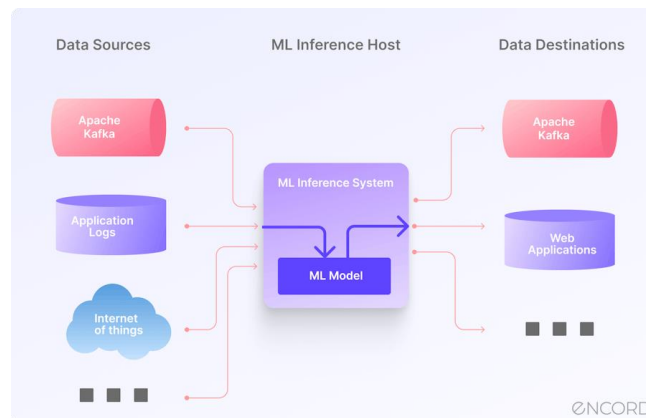 Data Sources
ML Inference Host
Data Destinations
Apache
Kafka
Application
Logs
Internet
of things
ML Inference System
ML Model
Apache
Kafka
Web
Applications
ENCORD